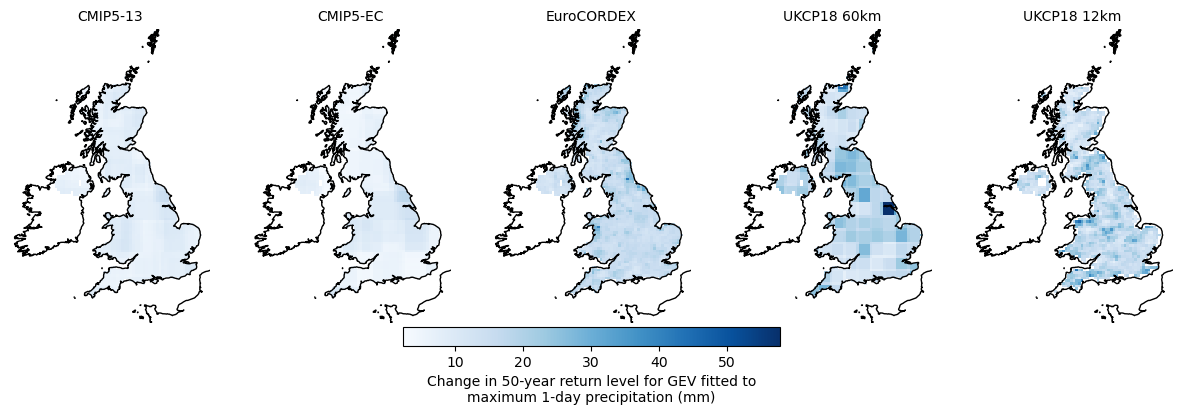 CMIP5-13
CMIP5-EC
EuroCORDEX
UKCP18 60km
UKCP18 12km
10 20 30 40 50
Change in 50-year return level for GEV fitted to
maximum 1-day precipitation (mm)